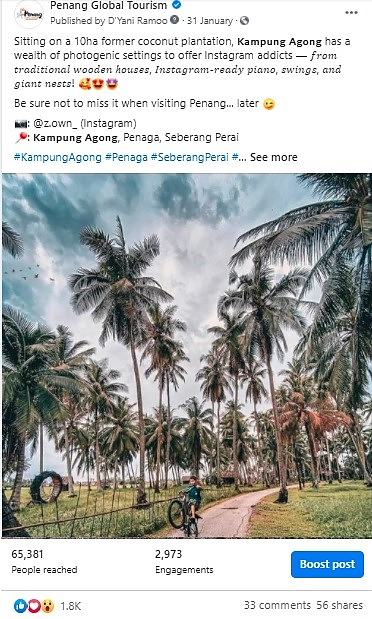 Penang Global Tourism
Published by D'Yani Ramoo · 31 January ·
Sitting on a 10ha former coconut plantation, Kampung Agong has a
wealth of photogenic settings to offer Instagram addicts — from
traditional wooden houses, Instagram-ready piano, swings, and
giant nests! 🥰😍🤩
Be sure not to miss it when visiting Penang... later 😉
📷: @z.own_ (Instagram)
📍: Kampung Agong, Penaga, Seberang Perai
#KampungAgong #Penaga #SeberangPerai #... See more
65,381
People reached
2,973
Engagements
Boost post
1.8K
33 comments 56 shares